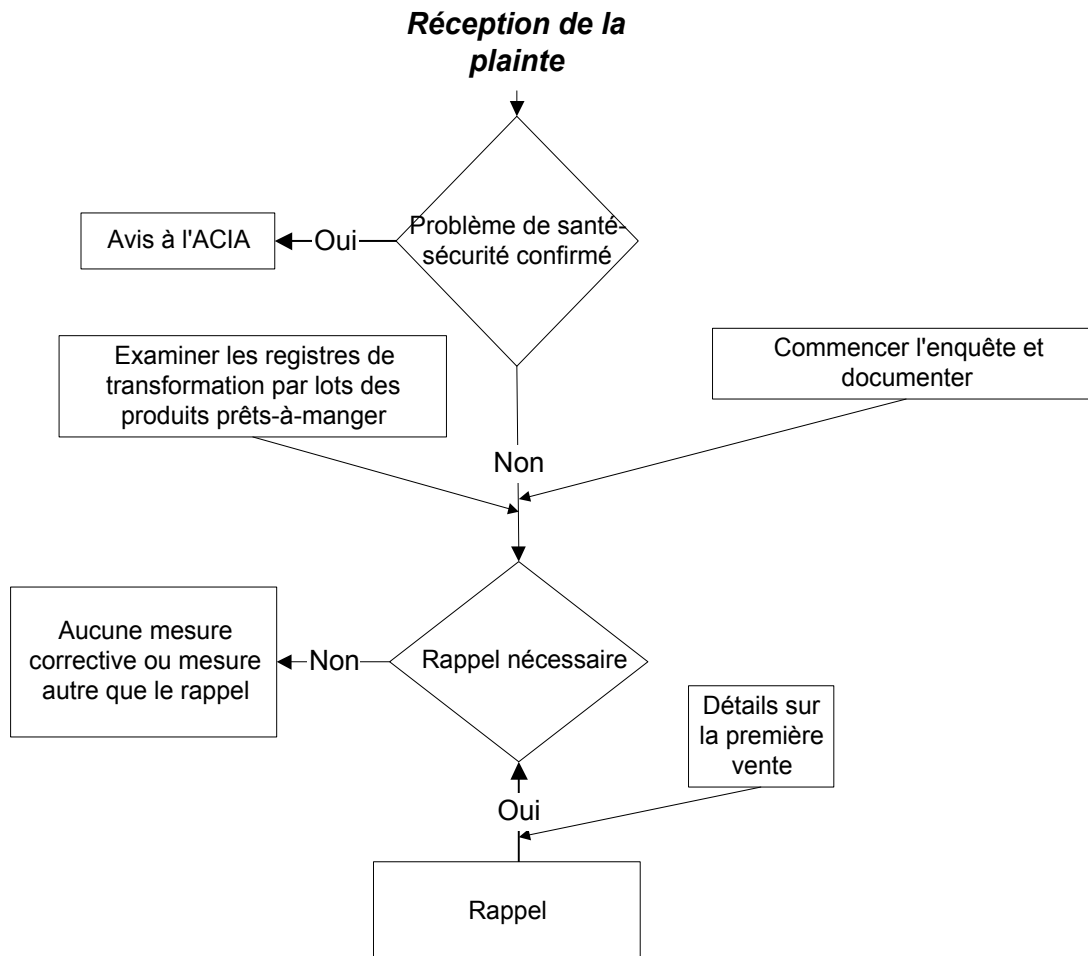 Réception de la
plainte
Problème de santé-
sécurité confirmé
Oui
Avis à l'ACIA
Examiner les registres de
transformation par lots des
produits prêts-à-manger
Commencer l'enquête et
documenter
Non
Rappel nécessaire
Non
Aucune mesure
corrective ou mesure
autre que le rappel
Détails sur
la première
vente
Oui
Rappel